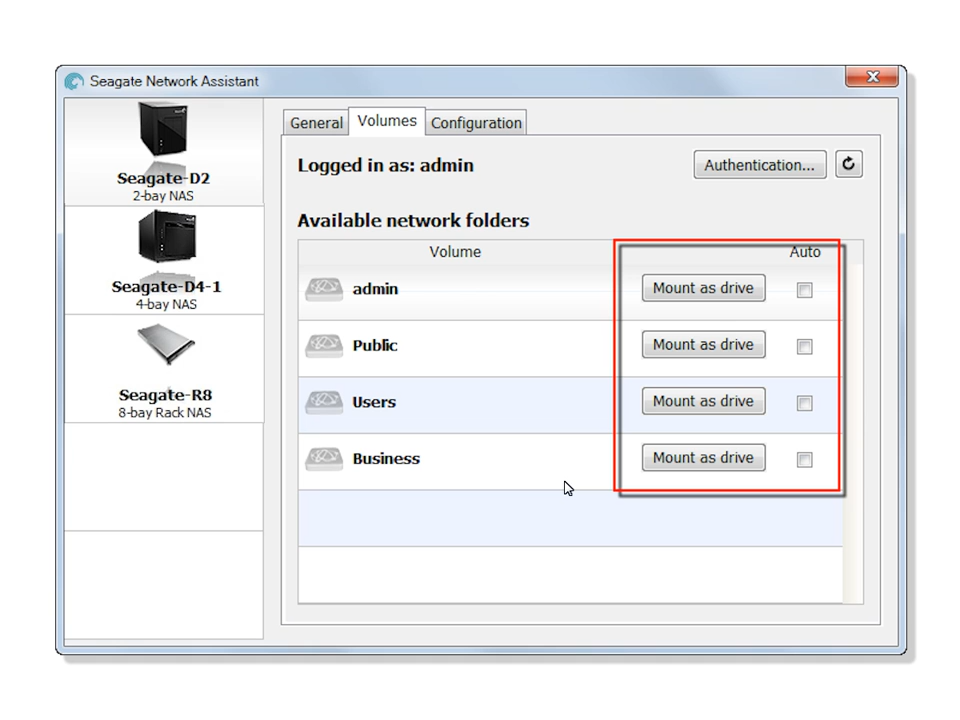 Seagate Network Assistant
Seagate-D2
2-bay NAS
Seagate-D4-1
4-bay NAS
Seagate-R8
8-bay Rack NAS
General Volumes Configuration
Logged in as: admin Authentication...
Available network folders
Volume Auto
admin Mount as drive
Public Mount as drive
Users Mount as drive
Business Mount as drive